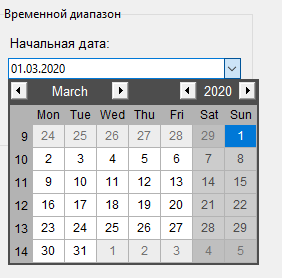 Временной диапазон
Начальная дата:
01.03.2020
March 2020
Mon Tue Wed Thu Fri Sat Sun
9 24 25 26 27 28 29 1
10 2 3 4 5 6 7 8
11 9 10 11 12 13 14 15
12 16 17 18 19 20 21 22
13 23 24 25 26 27 28 29
14 30 31 1 2 3 4 5